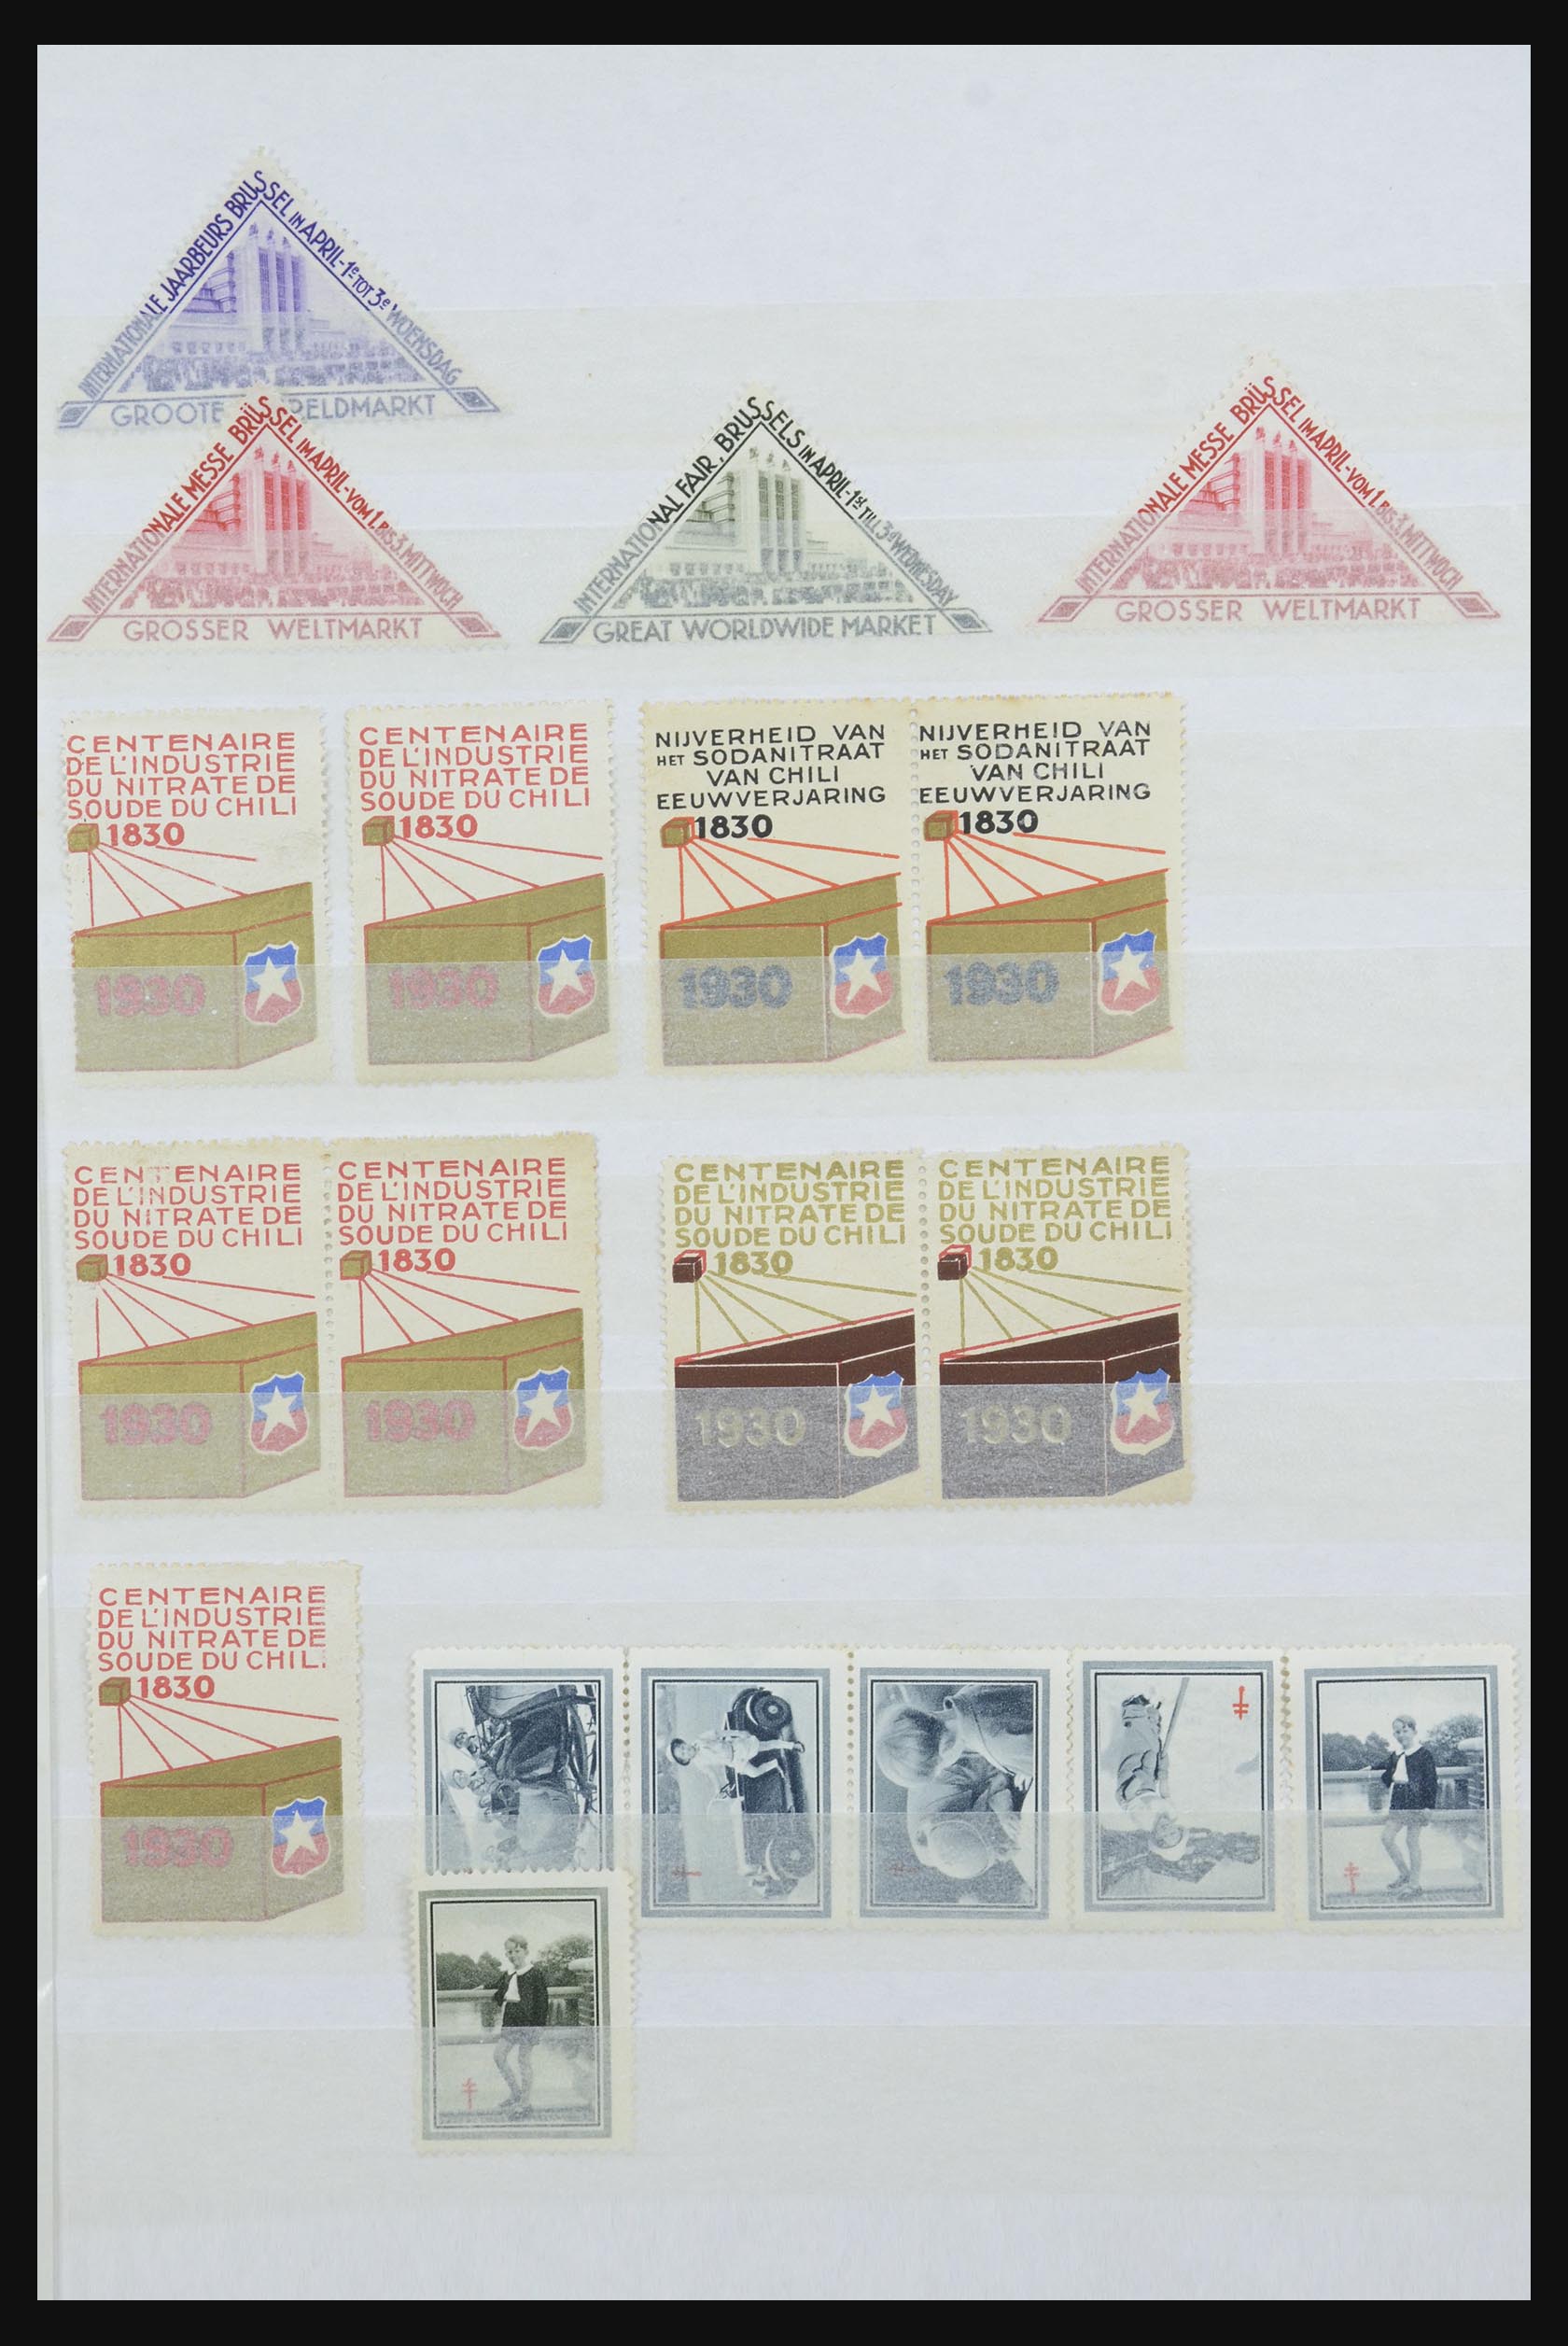 INTERNATIONALE JAARBEURS BRÜSSEL IN APRIL - 1E TOT 3E WOENSDAG
GROOTE RELDMARKT
INTERNATIONALE MESSE BRÜSSEL IM APRIL - VOM 1. BIS 3. MITTWOCH
GROSSER WELTMARKT
INTERNATIONAL FAIR, BRUSSELS IN APRIL - 1st TILL 3d WEDNESDAY
GREAT WORLDWIDE MARKET
INTERNATIONALE MESSE BRÜSSEL IM APRIL - VOM 1. BIS 3. MITTWOCH
GROSSER WELTMARKT
CENTENAIRE
DE L'INDUSTRIE
DU NITRATE DE
SOUDE DU CHILI
1830
1930
CENTENAIRE
DE L'INDUSTRIE
DU NITRATE DE
SOUDE DU CHILI
1830
1930
NIJVERHEID VAN
HET SODANITRAAT
VAN CHILI
EEUWVERJARING
1830
1930
NIJVERHEID VAN
HET SODANITRAAT
VAN CHILI
EEUWVERJARING
1830
1930
CENTENAIRE
DE L'INDUSTRIE
DU NITRATE DE
SOUDE DU CHILI
1830
1930
CENTENAIRE
DE L'INDUSTRIE
DU NITRATE DE
SOUDE DU CHILI
1830
1930
CENTENAIRE
DE L'INDUSTRIE
DU NITRATE DE
SOUDE DU CHILI
1830
1930
CENTENAIRE
DE L'INDUSTRIE
DU NITRATE DE
SOUDE DU CHILI
1830
1930
CENTENAIRE
DE L'INDUSTRIE
DU NITRATE DE
SOUDE DU CHILI
1830
1930